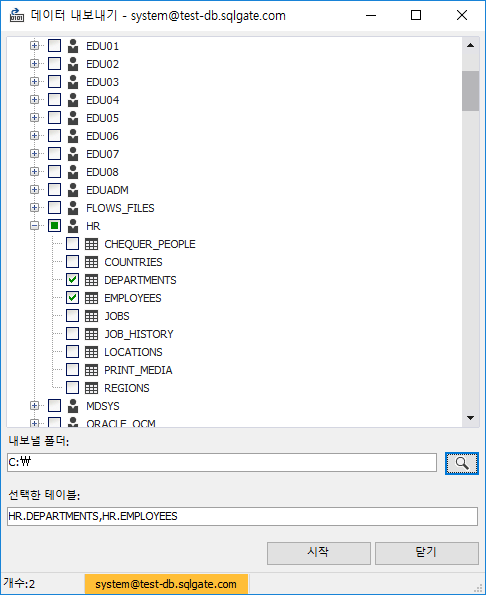 데이터 내보내기 - system@test-db.sqlgate.com
EDU01
EDU02
EDU03
EDU04
EDU05
EDU06
EDU07
EDU08
EDUADM
FLOWS_FILES
HR
CHEQUER_PEOPLE
COUNTRIES
DEPARTMENTS
EMPLOYEES
JOBS
JOB_HISTORY
LOCATIONS
PRINT_MEDIA
REGIONS
MDSYS
ORACLE_OCM
내보낼 폴더:
C:₩
선택한 테이블:
HR.DEPARTMENTS,HR.EMPLOYEES
시작 닫기
개수:2 system@test-db.sqlgate.com